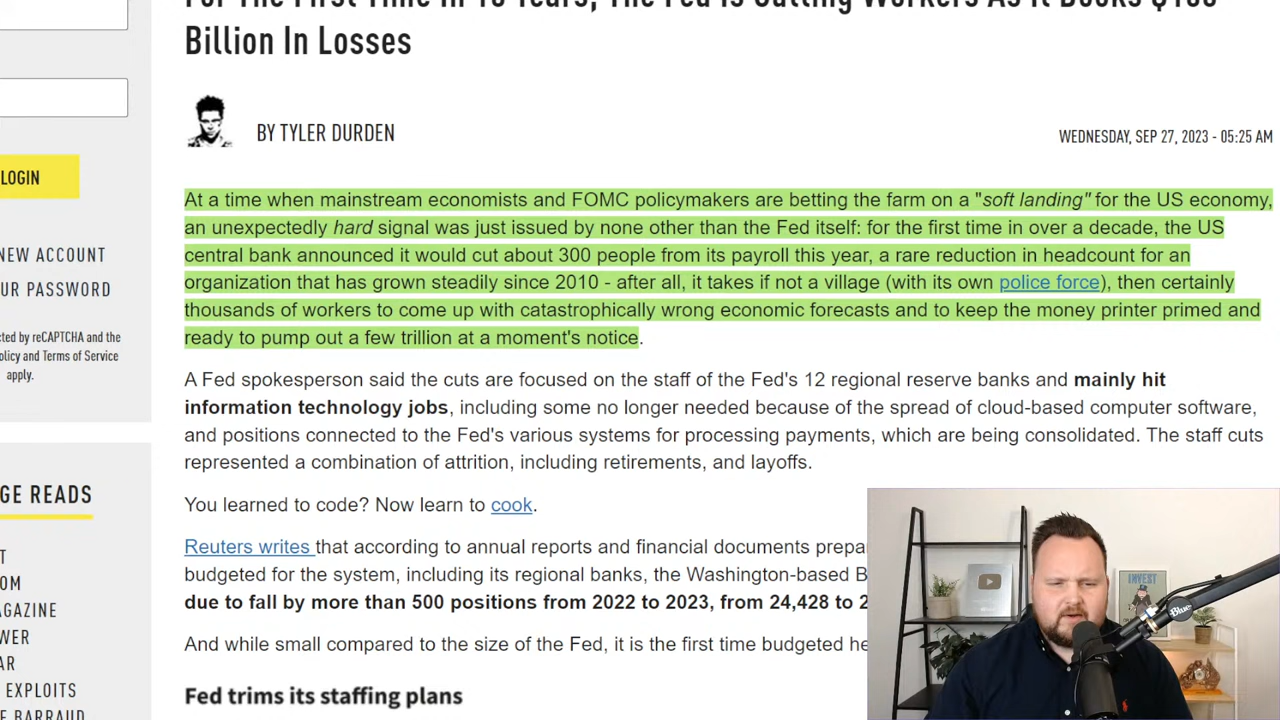 For The First Time In 13 Years, The Fed Is Cutting Workers As It Books $100
Billion In Losses
BY TYLER DURDEN
WEDNESDAY, SEP 27, 2023 - 05:25 AM
LOGIN
At a time when mainstream economists and FOMC policymakers are betting the farm on a "soft landing" for the US economy,
an unexpectedly hard signal was just issued by none other than the Fed itself: for the first time in over a decade, the US
central bank announced it would cut about 300 people from its payroll this year, a rare reduction in headcount for an
organization that has grown steadily since 2010 - after all, it takes if not a village (with its own police force), then certainly
thousands of workers to come up with catastrophically wrong economic forecasts and to keep the money printer primed and
ready to pump out a few trillion at a moment's notice.
NEW ACCOUNT
UR PASSWORD
cted by reCAPTCHA and the
olicy and Terms of Service
apply.
A Fed spokesperson said the cuts are focused on the staff of the Fed's 12 regional reserve banks and mainly hit
information technology jobs, including some no longer needed because of the spread of cloud-based computer software,
and positions connected to the Fed's various systems for processing payments, which are being consolidated. The staff cuts
represented a combination of attrition, including retirements, and layoffs.
You learned to code? Now learn to cook.
Reuters writes that according to annual reports and financial documents prepa
budgeted for the system, including its regional banks, the Washington-based B
due to fall by more than 500 positions from 2022 to 2023, from 24,428 to 2
And while small compared to the size of the Fed, it is the first time budgeted he
Fed trims its staffing plans
GE READS
T
OM
AGAZINE
WER
AR
EXPLOITS
E BARRAUD
INVEST
Blue